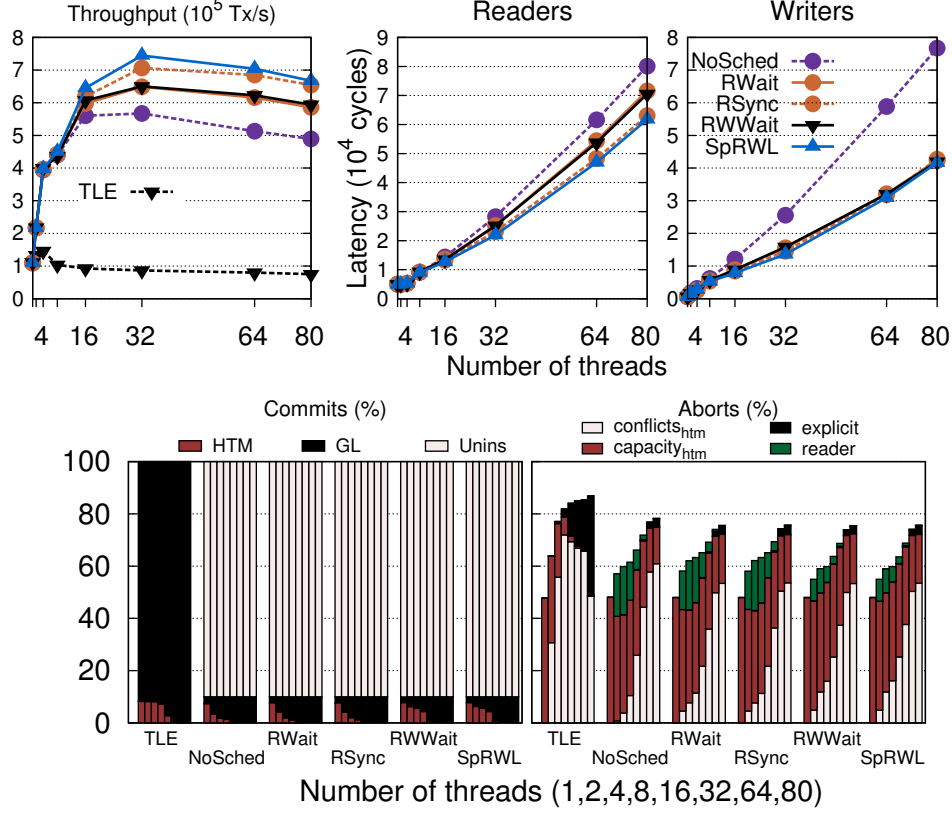 Throughput (10^5 Tx/s)
8
7
6
5
4
3
2
1
0
TLE
4 16 32 64 80
Readers
Latency (10^4 cycles)
9
8
7
6
5
4
3
2
1
0
4 16 32 64 80
Number of threads
Writers
8
7
6
5
4
3
2
1
0
NoSched
RWait
RSync
RWWait
SpRWL
4 16 32 64 80
Commits (%)
HTM GL Unins
100
80
60
40
20
0
TLE NoSched RWait RSync RWWait SpRWL
Aborts (%)
conflicts_htm explicit
capacity_htm reader
TLE NoSched RWait RSync RWWait SpRWL
Number of threads (1,2,4,8,16,32,64,80)